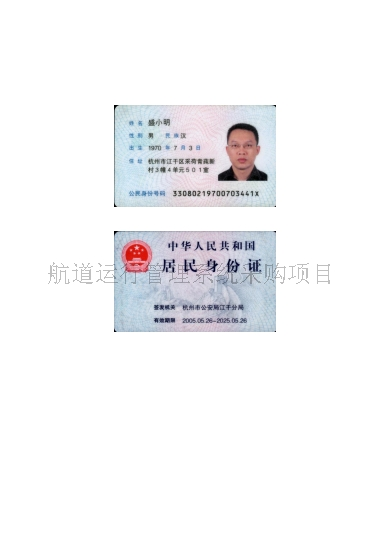 姓名 盛小明
性别 男 民族 汉
出生 1970 年 7 月 3 日
住址 杭州市江干区采荷青蔬新
村3幢4单元501室
公民身份号码 33080219700703441X
中华人民共和国
居民身份证
航道运行管理系统采购项目
签发机关 杭州市公安局江干分局
有效期限 2005.05.26-2025.05.26